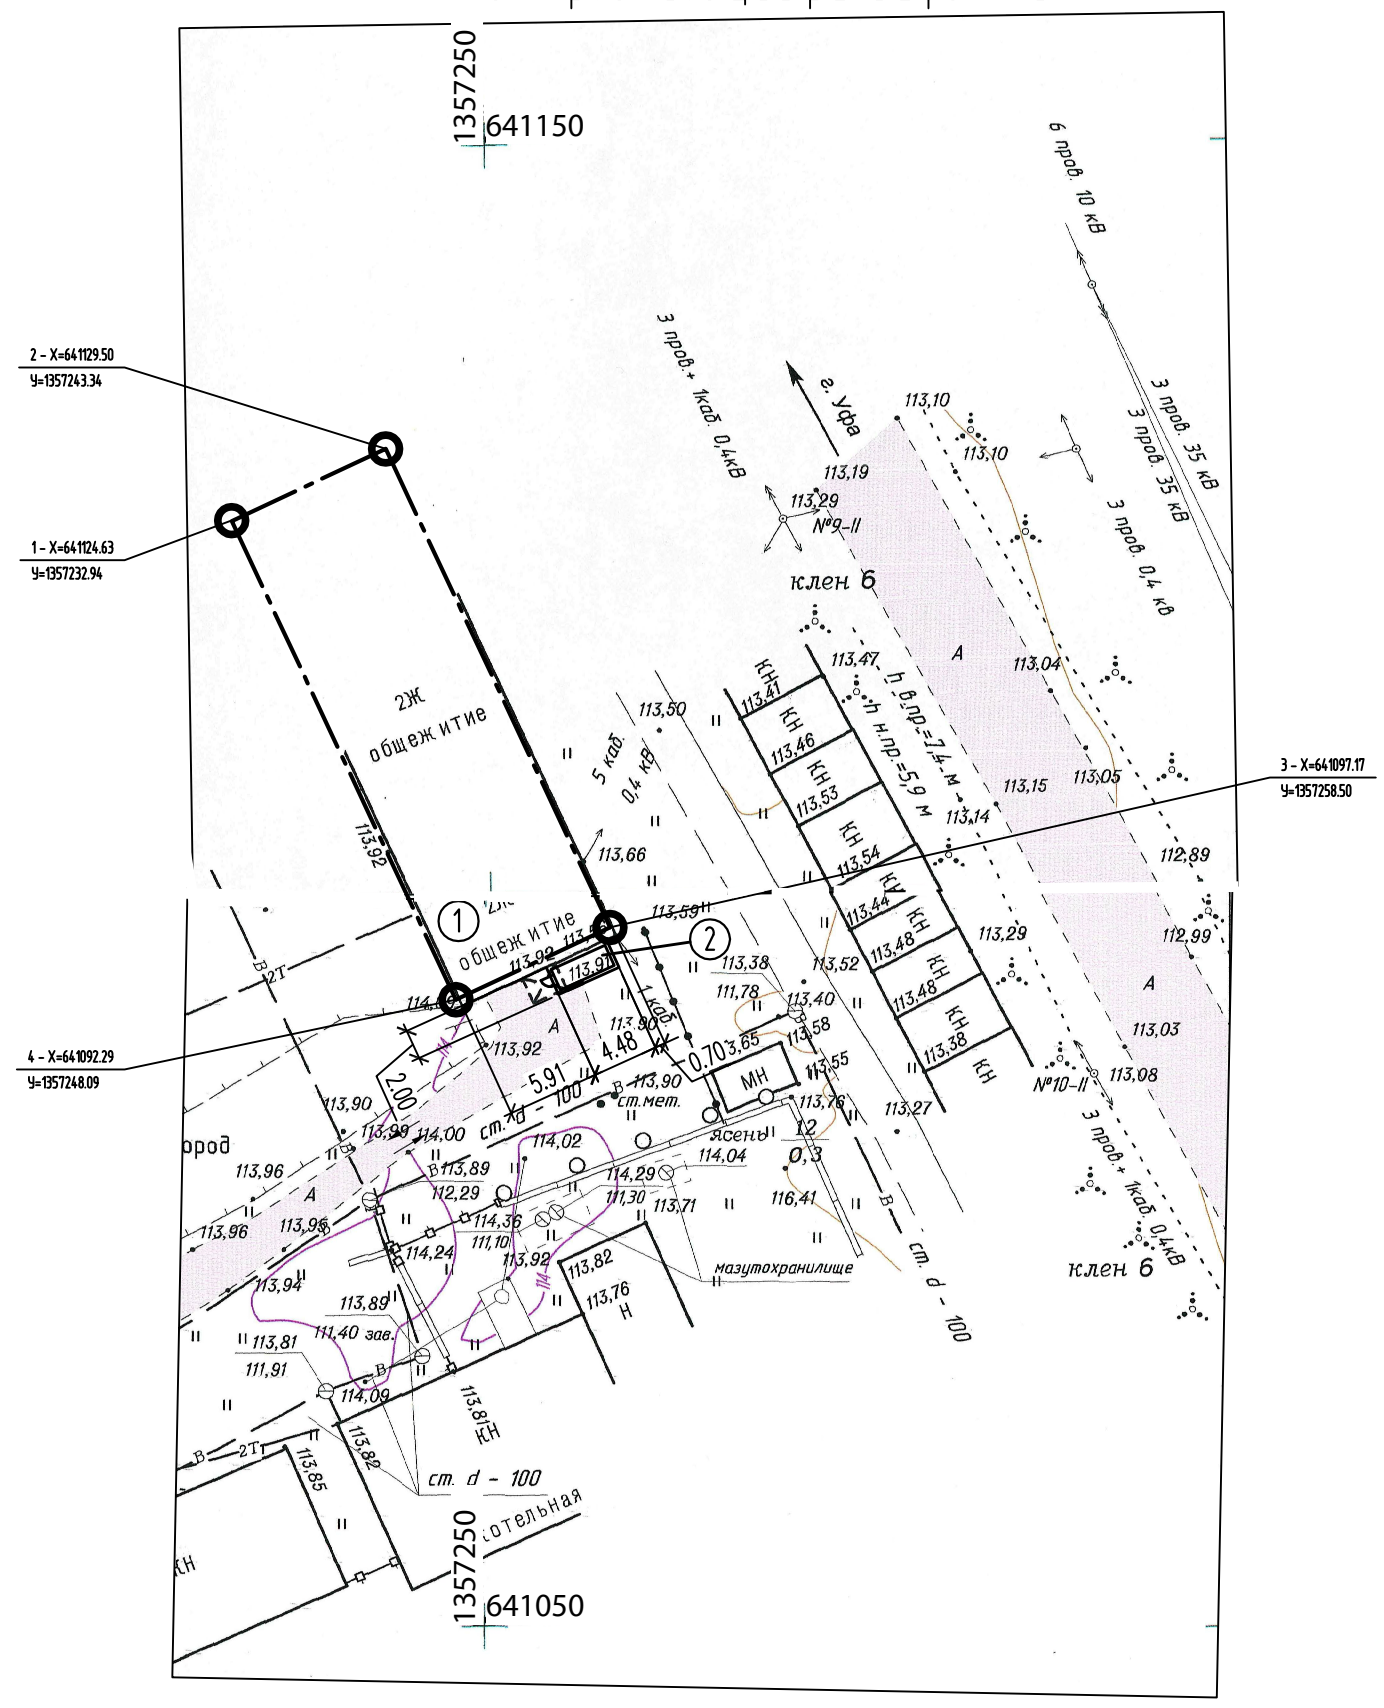 1357250
641150
6 пров. 10 кВ
3 пров.+ 1каб. 0,4кВ
2 - X=641129.50
У=1357243.34
г. Уфа
3 пров. 35 кВ
3 пров. 35 кВ
113,10
113,10
113,19
113,29
№9-II
3 пров. 0,4 кв
1 - X=641124.63
У=1357232.94
клен 6
А
113,47
113,04
КН
113,41
h в.пр.=7,4 м
h н.пр.=5,9 м
2Ж
общежитие
113,50
КН
113,46
5 каб.
0,4 кВ
КН
113,53
113,15
113,05
113,14
3 - X=641097.17
У=1357258.50
113,92
113,66
КН
113,54
112,89
КН
113,44
1
общежитие
113,59
КН
113,48
113,29
112,99
В
2Т
113,92
113,97
2
113,38
111,78
113,52
113,40
КН
113,48
А
113,03
114
113,92
А
1 каб.
113,90
113,58
КН
113,38
КН
4 - X=641092.29
У=1357248.09
2.00
5.91
4.48
0.70
3,65
МН
113,55
№10-II
113,08
113,90
В
113,90
ст.мет.
113,76
113,27
ст. d - 100
113,99
114,00
114,02
ясень
12
0,3
3 пров.+ 1каб. 0,4кВ
ород
В
113,96
113,89
112,29
114,29
111,30
114,04
А
113,71
116,41
В
113,96
113,95
114,36
111,10
114,24
113,92
мазутохранилище
ст. d - 100
клен 6
113,94
114
113,82
113,76
Н
113,89
111,40 зав.
113,81
111,91
В
114,09
113,81
КН
В
2Т
113,82
113,85
ст. d - 100
котельная
КН
1357250
641050